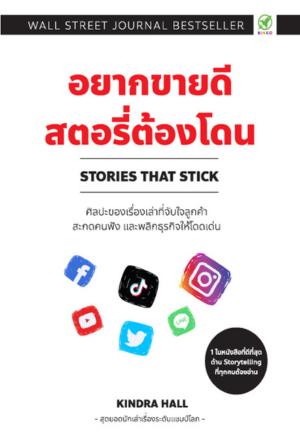 WALL STREET JOURNAL BESTSELLER
BINGO
อยากขายดี
สตอรี่ต้องโดน
STORIES THAT STICK
ศิลปะของเรื่องเล่าที่จับใจลูกค้า
สะกดคนฟัง และพลิกธุรกิจให้โดดเด่น
LINE
1 ในหนังสือที่ดีที่สุด
ด้าน Storytelling
ที่ทุกคนต้องอ่าน
KINDRA HALL
- สุดยอดนักเล่าเรื่องระดับแชมป์โลก -